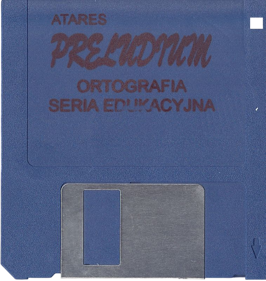 ATARES
PRELUDIUM
ORTOGRAFIA
SERIA EDUKACYJNA